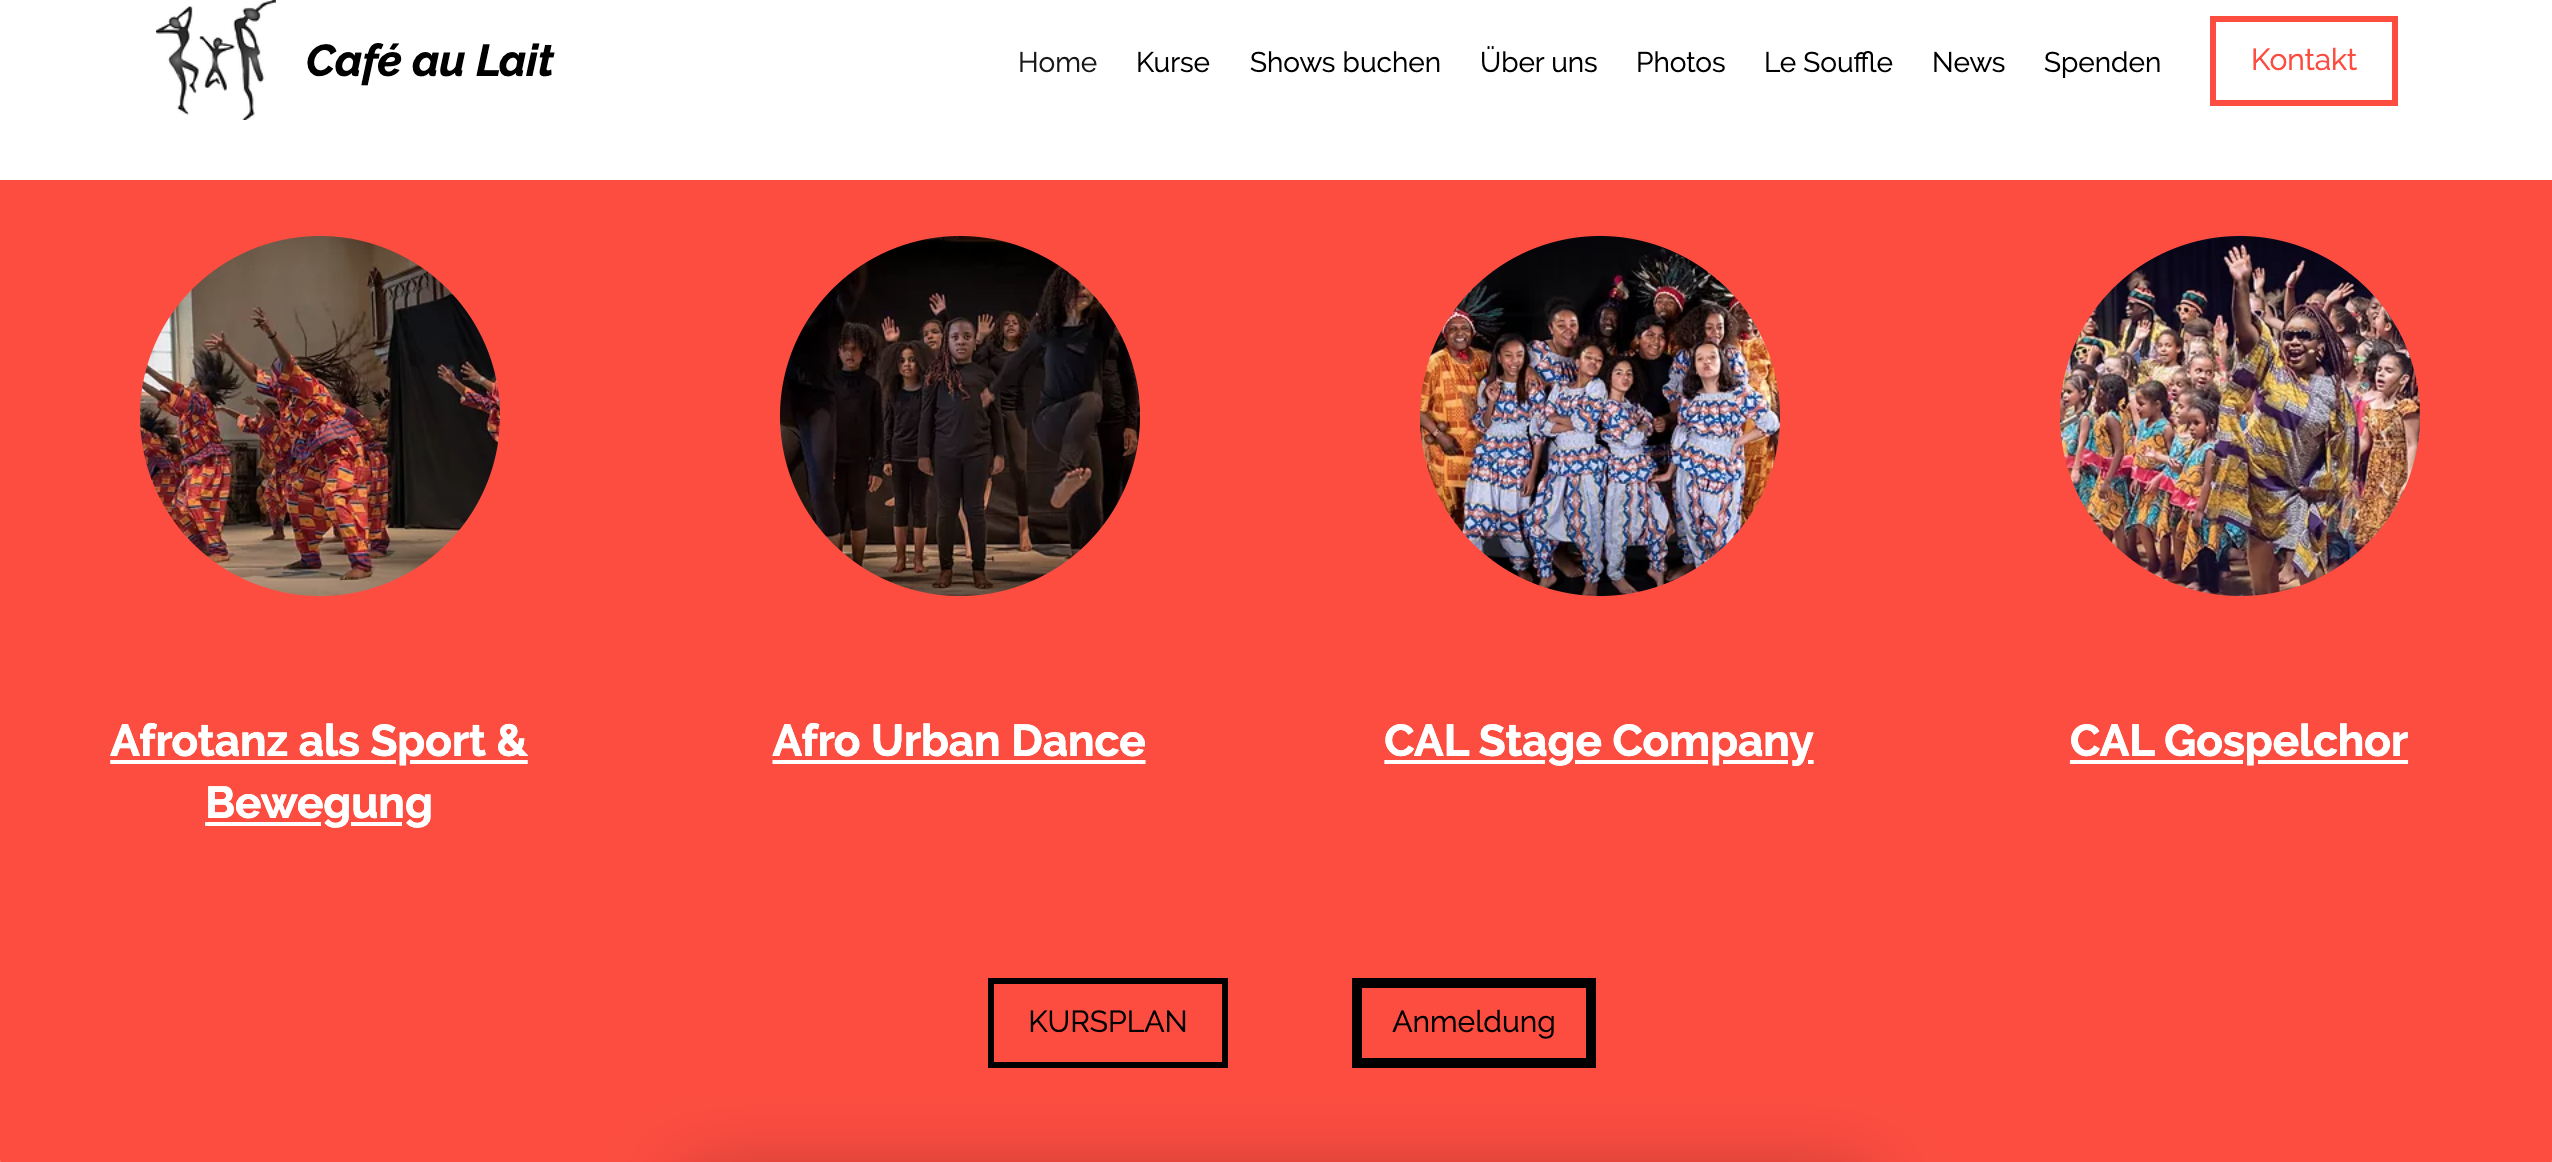 Café au Lait
Home Kurse Shows buchen Über uns Photos Le Souffle News Spenden Kontakt
Afrotanz als Sport &
Bewegung
Afro Urban Dance
CAL Stage Company
CAL Gospelchor
KURSPLAN
Anmeldung